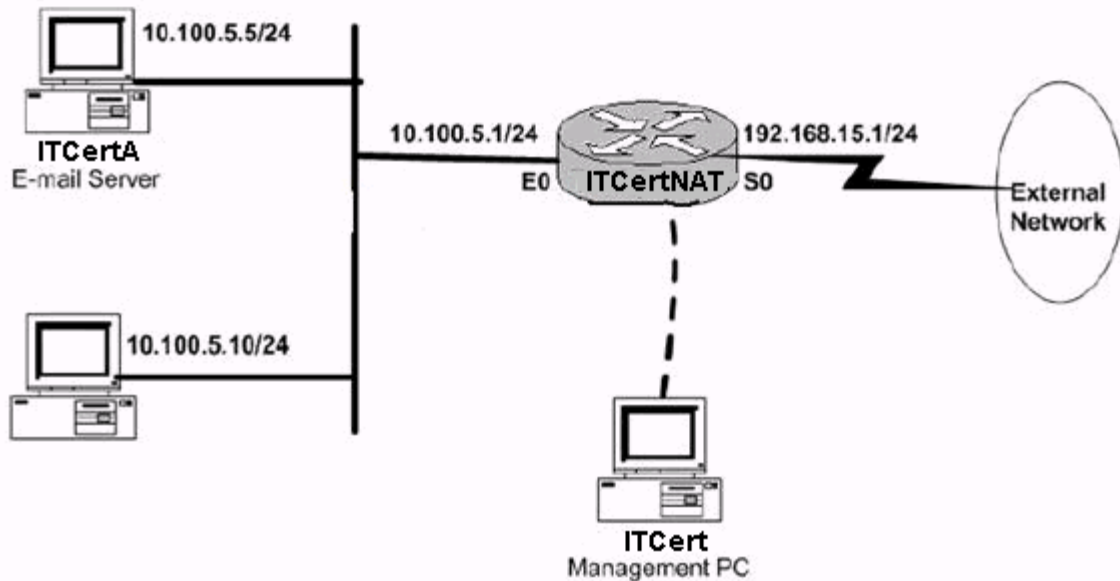 10.100.5.5/24
ITCertA
E-mail Server
10.100.5.1/24
192.168.15.1/24
E0
ITCertNAT
S0
External
Network
10.100.5.10/24
ITCert
Management PC